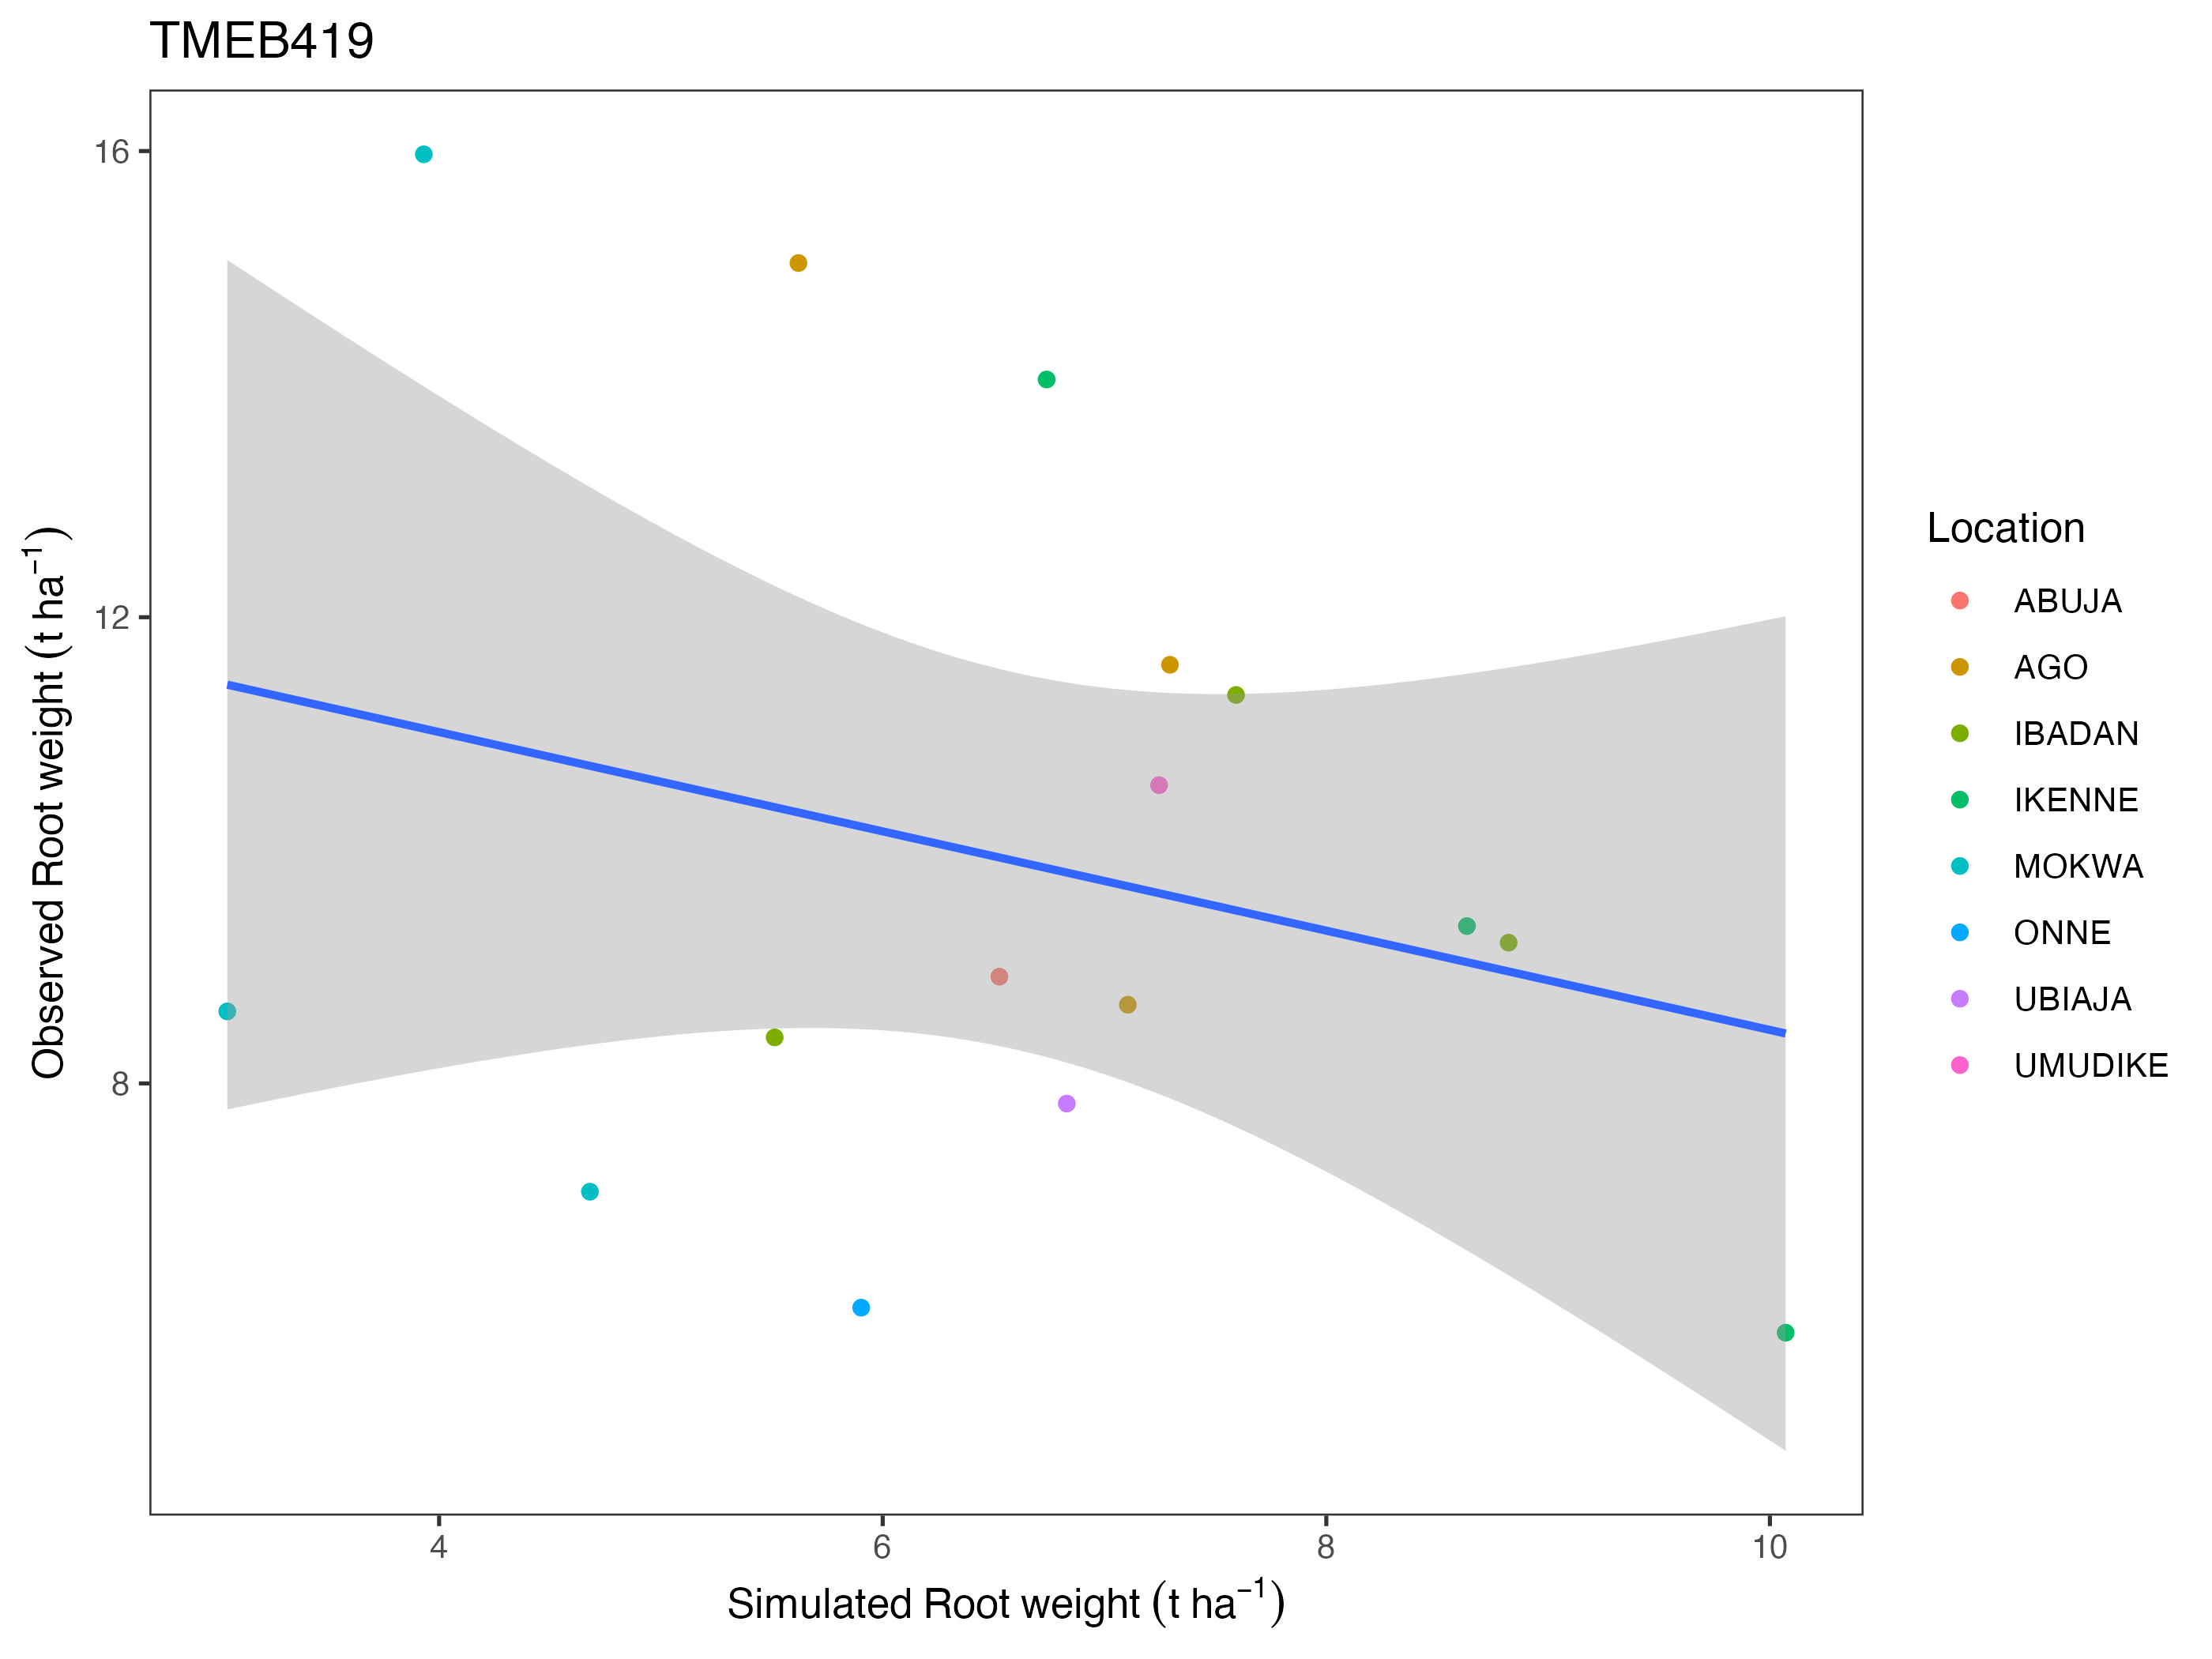 TMEB419
16
12
8
Observed Root weight (t ha⁻¹)
4
6
8
10
Simulated Root weight (t ha⁻¹)
Location
ABUJA
AGO
IBADAN
IKENNE
MOKWA
ONNE
UBIAJA
UMUDIKE